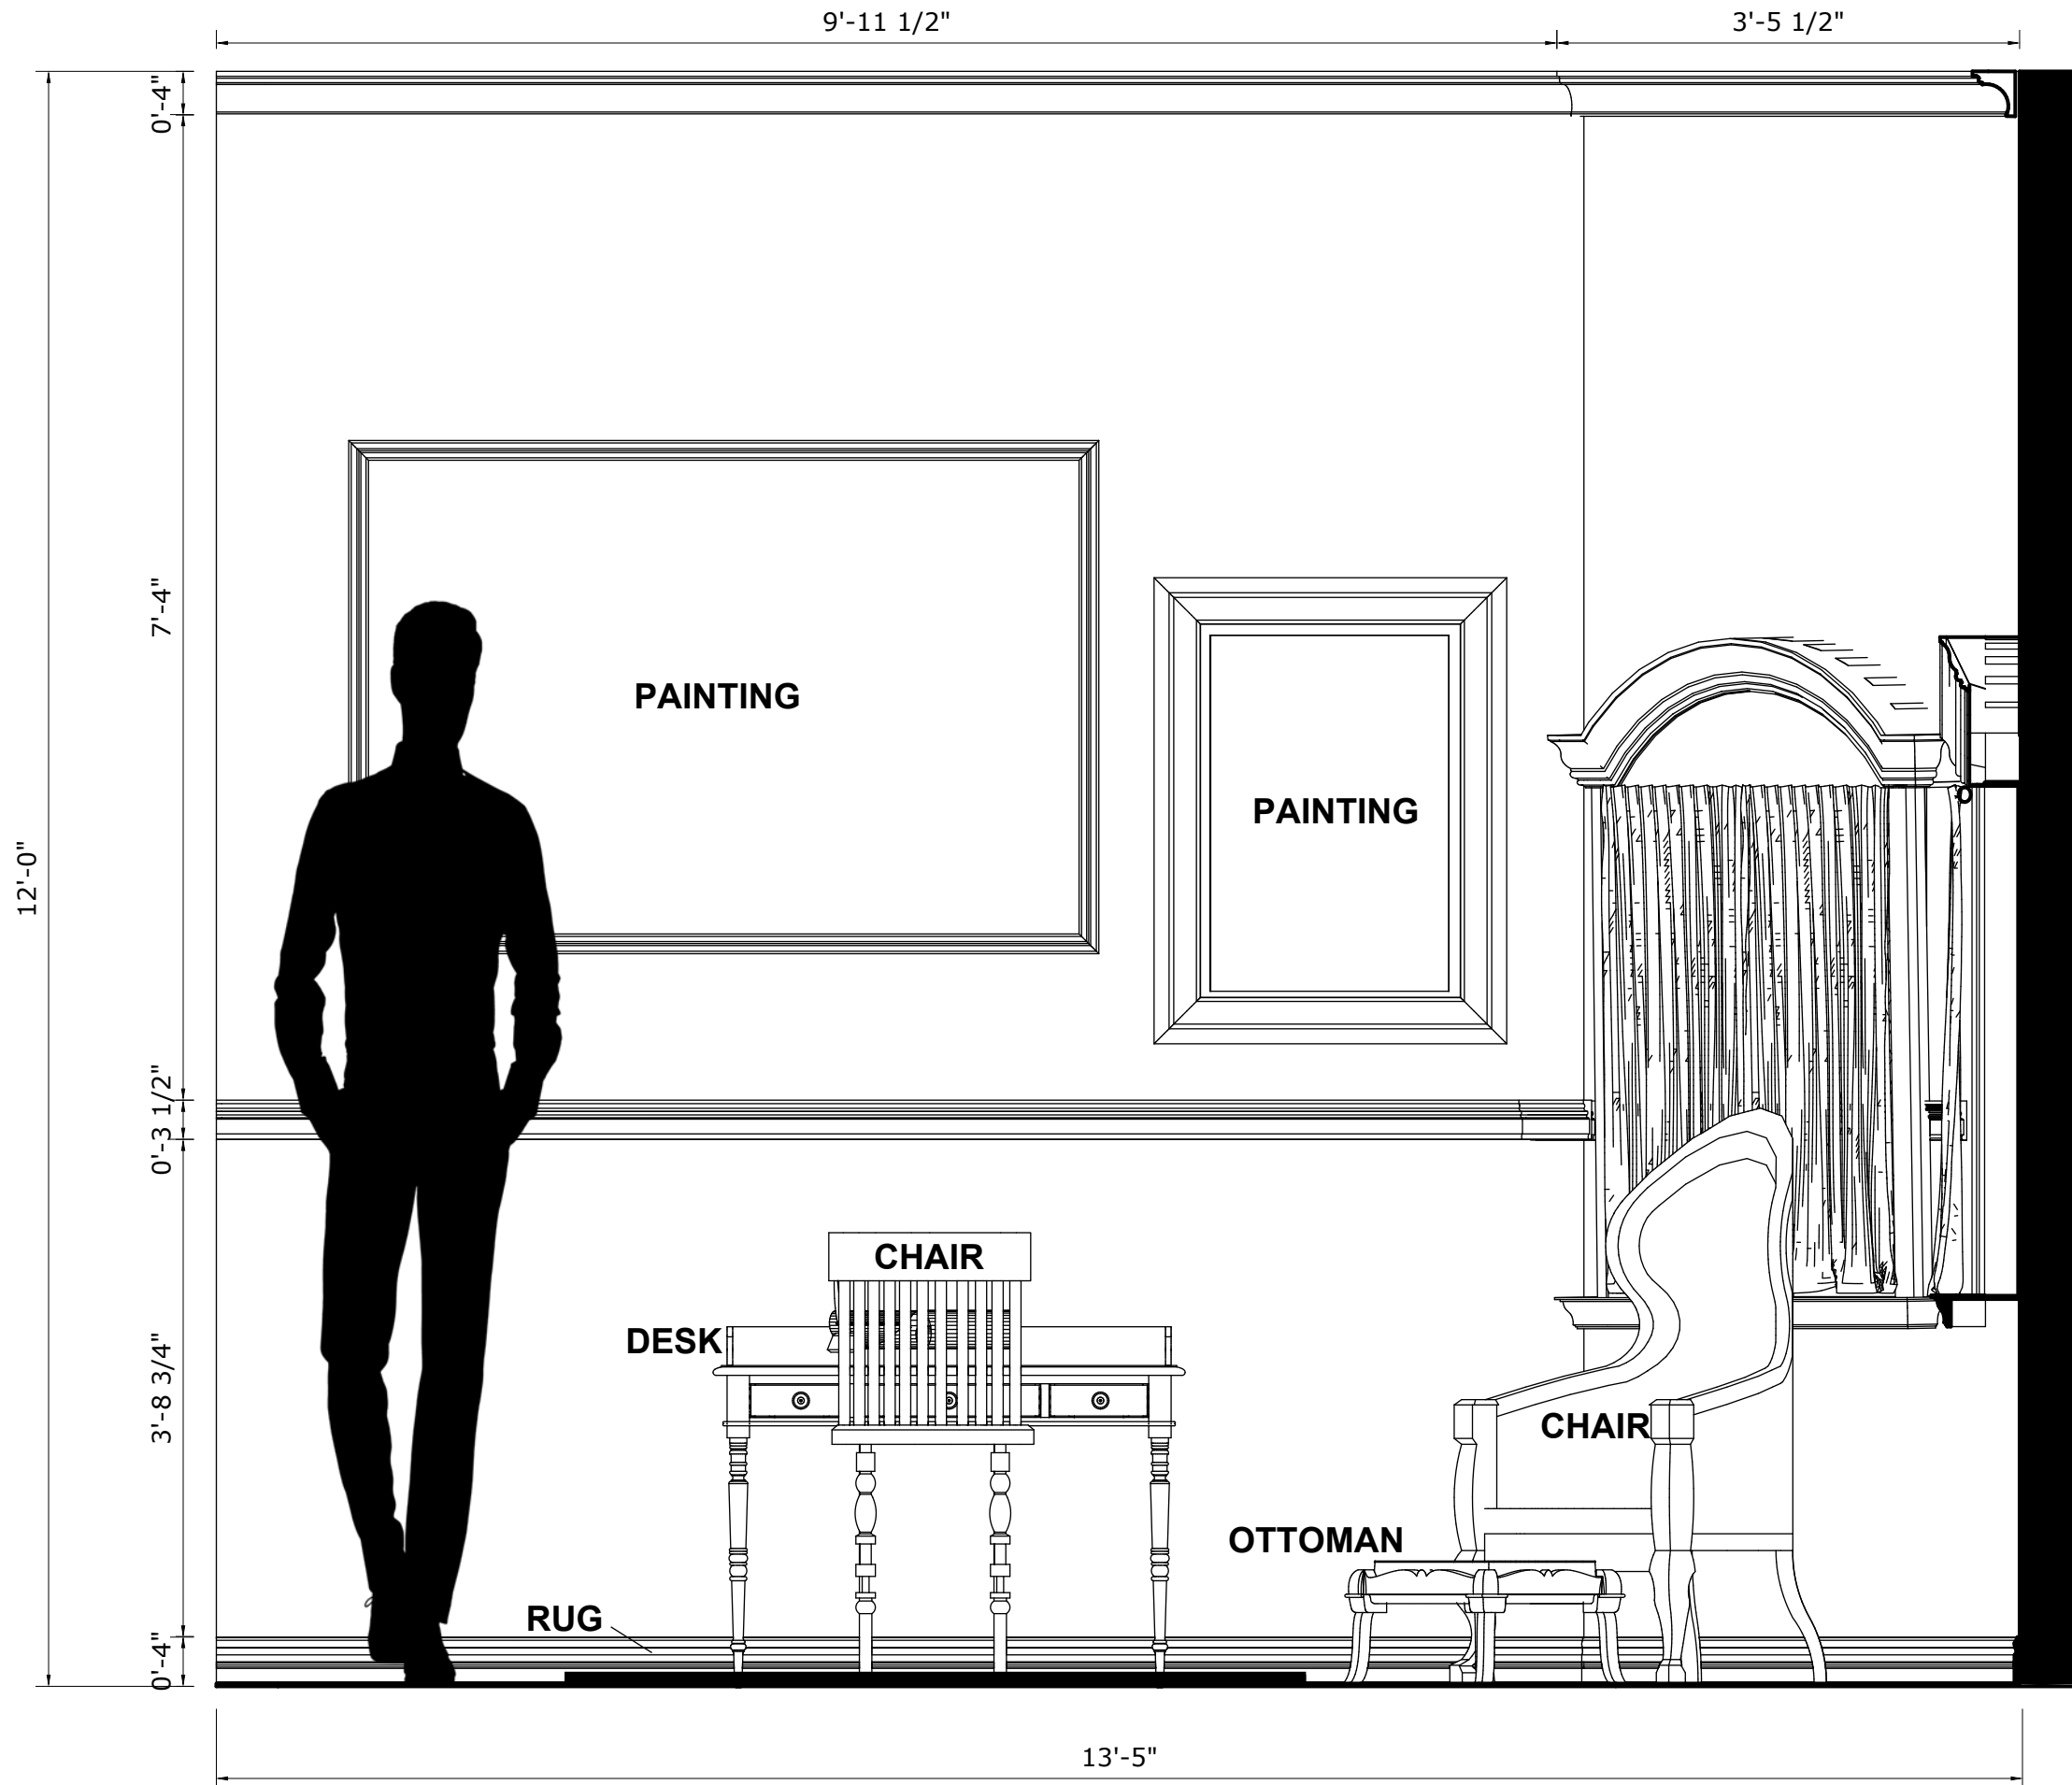 9'-11 1/2"
3'-5 1/2"
0'-4"
7'-4"
12'-0"
0'-3 1/2"
3'-8 3/4"
0'-4"
PAINTING
PAINTING
CHAIR
DESK
CHAIR
OTTOMAN
RUG
13'-5"